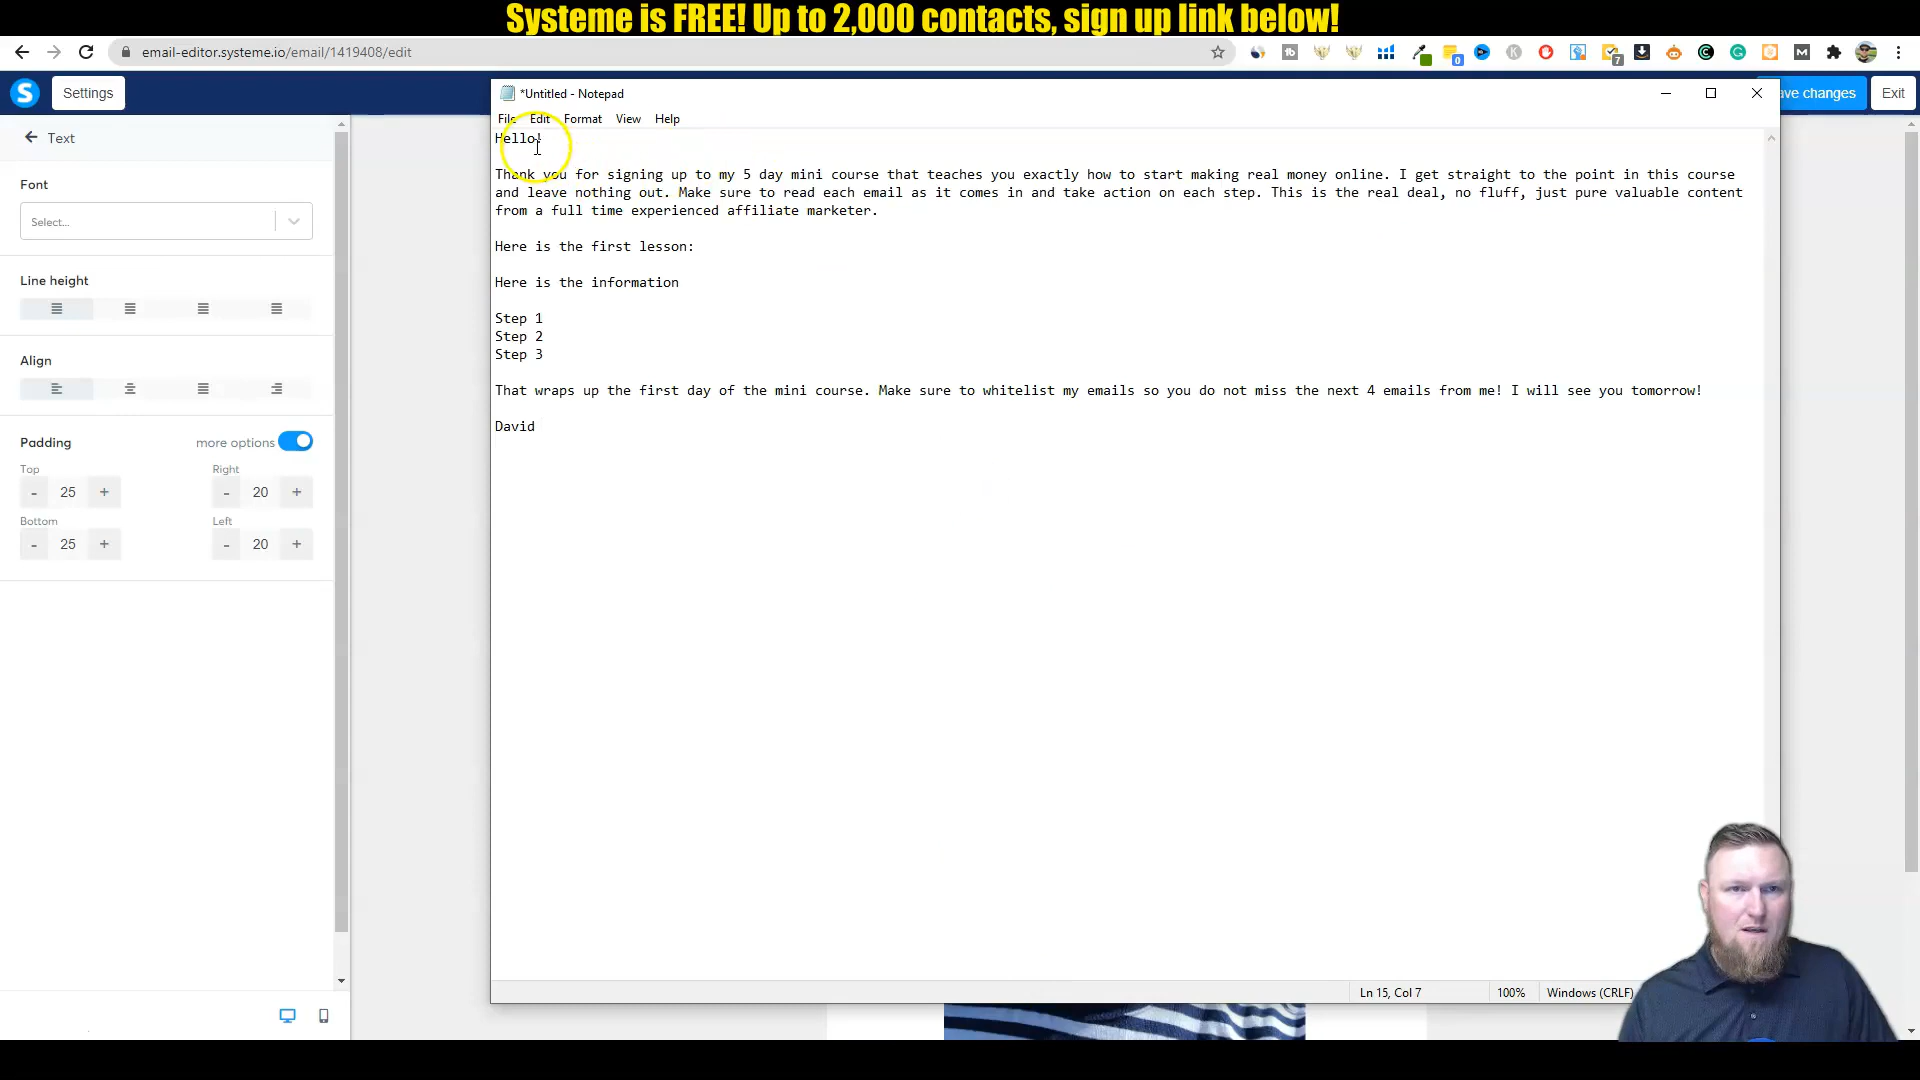 Systeme is FREE! Up to 2,000 contacts, sign up link below!
email-editor.systeme.io/email/1419408/edit
0
7
S
Settings
*Untitled - Notepad
ve changes
Exit
Text
File Edit Format View Help
Hello!
Font
Select...
Thank you for signing up to my 5 day mini course that teaches you exactly how to start making real money online. I get straight to the point in this course
and leave nothing out. Make sure to read each email as it comes in and take action on each step. This is the real deal, no fluff, just pure valuable content
from a full time experienced affiliate marketer.
Here is the first lesson:
Line height
Here is the information
Step 1
Step 2
Step 3
Align
That wraps up the first day of the mini course. Make sure to whitelist my emails so you do not miss the next 4 emails from me! I will see you tomorrow!
David
Padding
more options
Top
Right
- 25 +
- 20 +
Bottom
Left
- 25 +
- 20 +
Ln 15, Col 7
100%
Windows (CRLF)